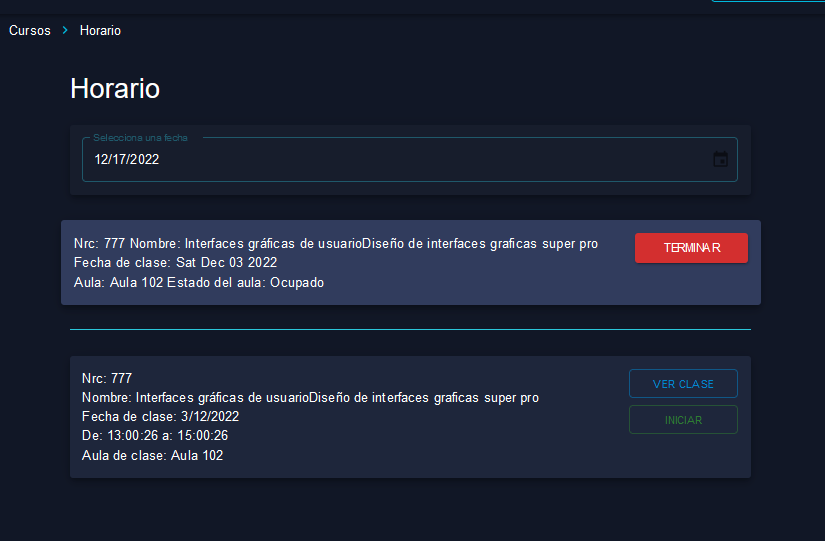 Cursos > Horario
Horario
Selecciona una fecha
12/17/2022
Nrc: 777 Nombre: Interfaces gráficas de usuarioDiseño de interfaces graficas super pro
TERMINAR
Fecha de clase: Sat Dec 03 2022
Aula: Aula 102 Estado del aula: Ocupado
Nrc: 777
VER CLASE
Nombre: Interfaces gráficas de usuarioDiseño de interfaces graficas super pro
Fecha de clase: 3/12/2022
INICIAR
De: 13:00:26 a: 15:00:26
Aula de clase: Aula 102